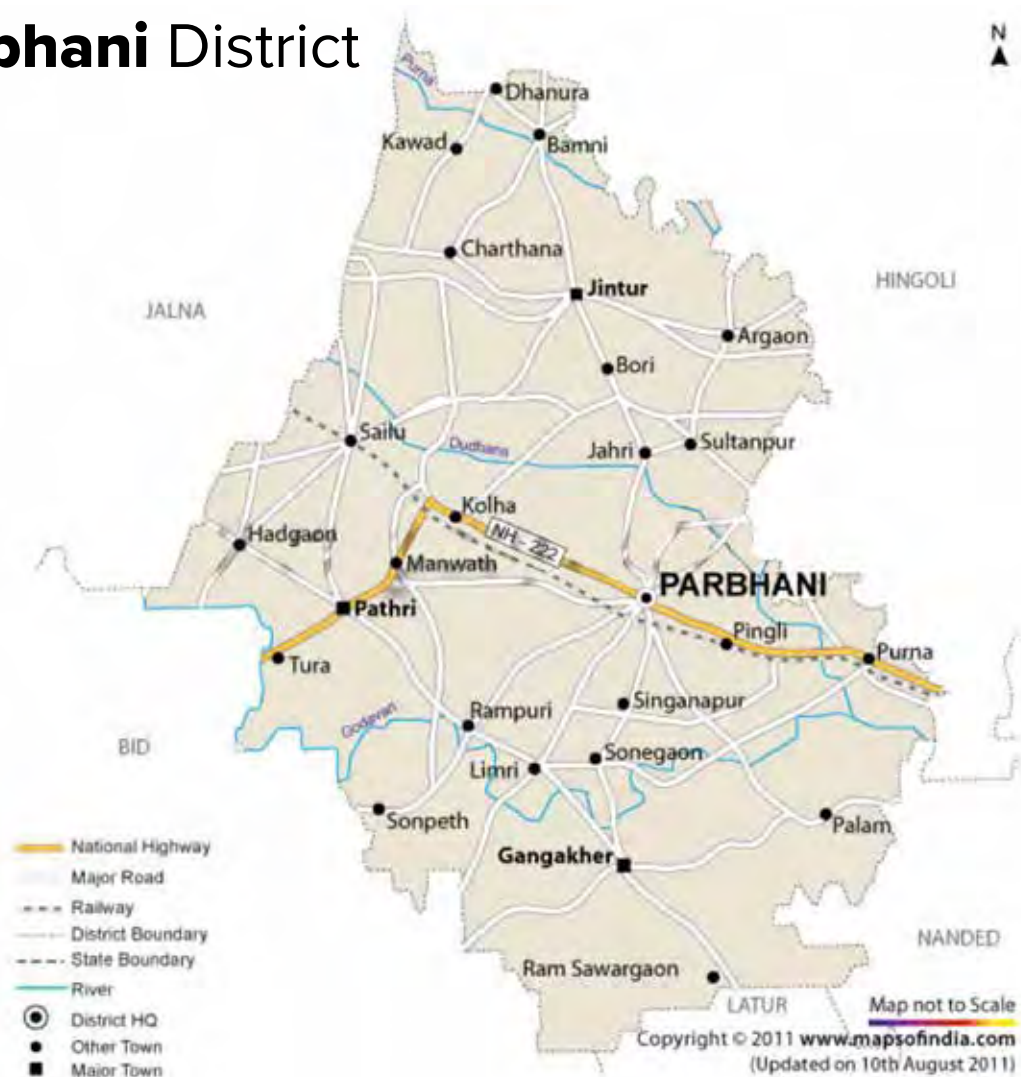 bhani District
N
Purna
Dhanura
Kawad
Bamni
Charthana
HINGOLI
Jintur
JALNA
Argaon
Bori
Sailu
Dudhana
Jahri
Sultanpur
Kolha
Hadgaon
NH - 222
Manwath
PARBHANI
Pathri
Pingli
Purna
Tura
Singanapur
Rampuri
Godavari
BID
Sonegaon
Limri
Sonpeth
Palam
National Highway
Gangakher
Major Road
Railway
District Boundary
NANDED
State Boundary
Ram Sawargaon
River
LATUR
Map not to Scale
District HQ
Copyright © 2011 www.mapsofindia.com
Other Town
(Updated on 10th August 2011)
Major Town